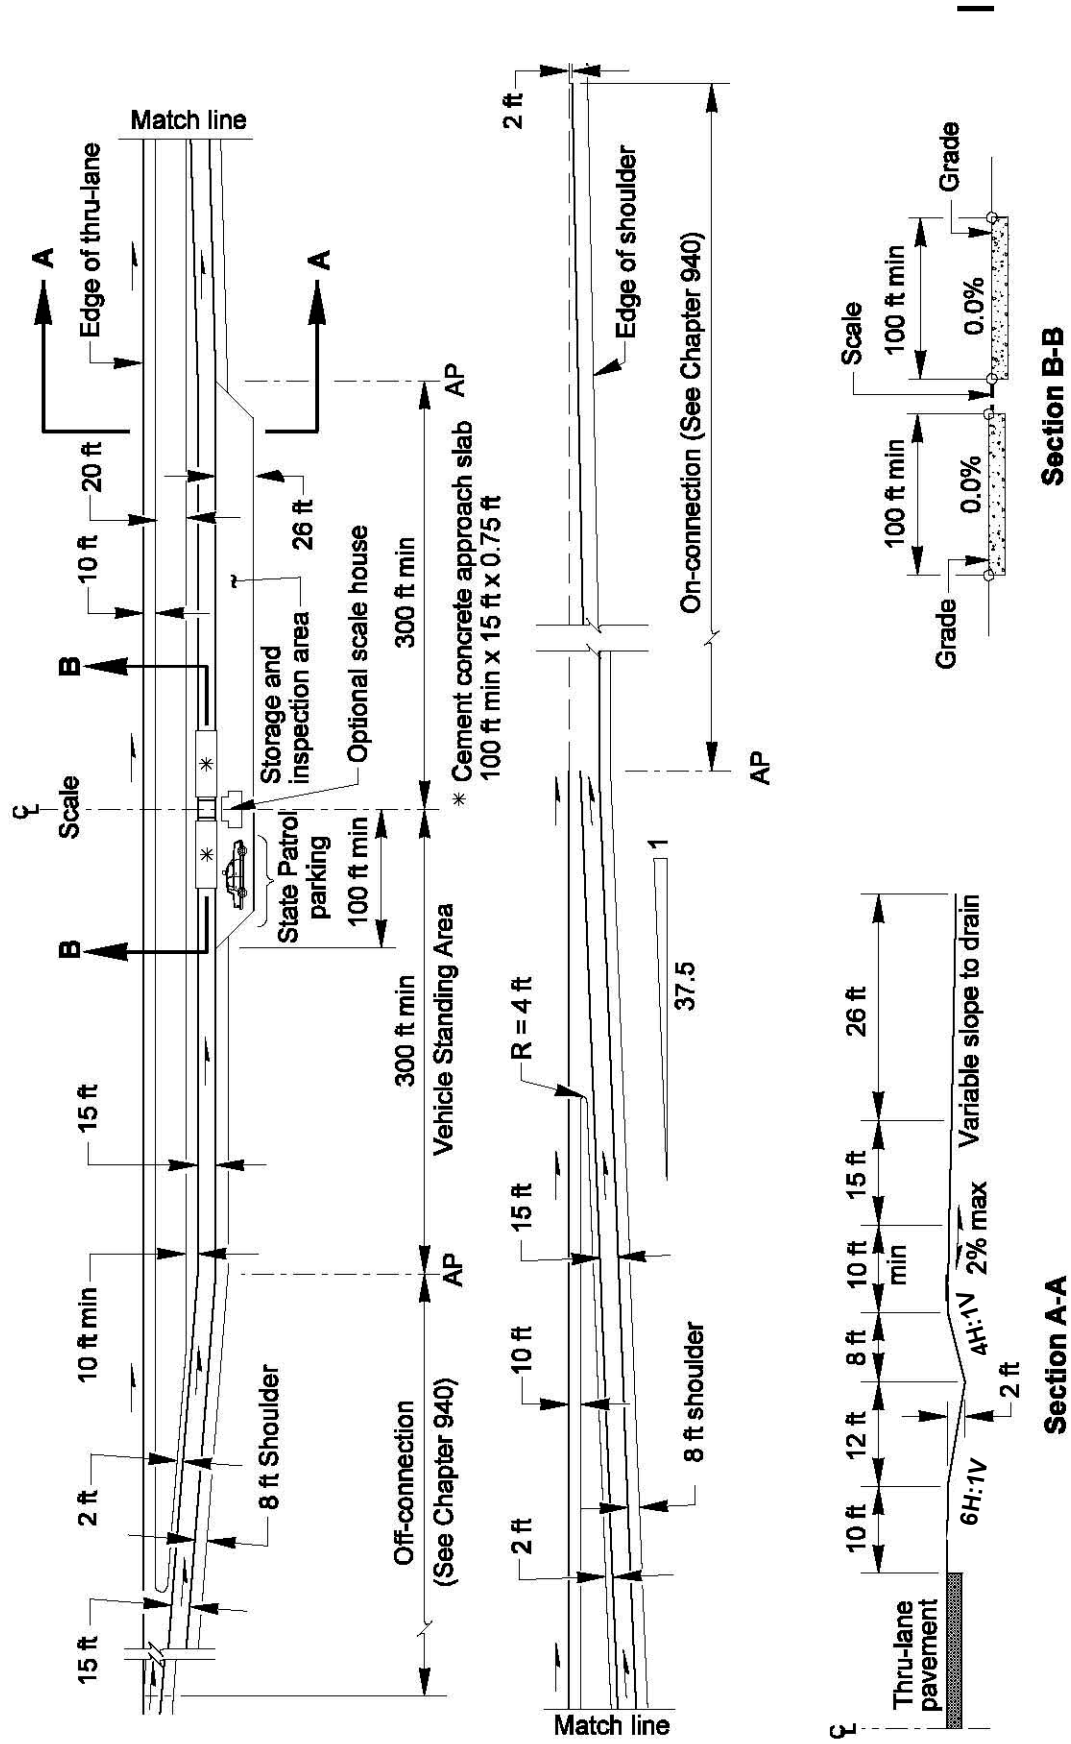 ℄
Scale
Match line
Edge of thru-lane
A
A
B
B
15 ft
2 ft
10 ft min
15 ft
10 ft
20 ft
26 ft
8 ft Shoulder
State Patrol
parking
Storage and
inspection area
Optional scale house
100 ft min
300 ft min
Vehicle Standing Area
300 ft min
AP
AP
Off-connection
(See Chapter 940)
* Cement concrete approach slab
100 ft min x 15 ft x 0.75 ft
*
*
Match line
2 ft
10 ft
15 ft
R = 4 ft
2 ft
8 ft shoulder
37.5
1
AP
Edge of shoulder
On-connection (See Chapter 940)
℄
Thru-lane
pavement
10 ft
12 ft
8 ft
10 ft
min
15 ft
26 ft
6H:1V
4H:1V
2% max
2 ft
Variable slope to drain
Section A-A
Grade
100 ft min
0.0%
Scale
100 ft min
0.0%
Grade
Section B-B